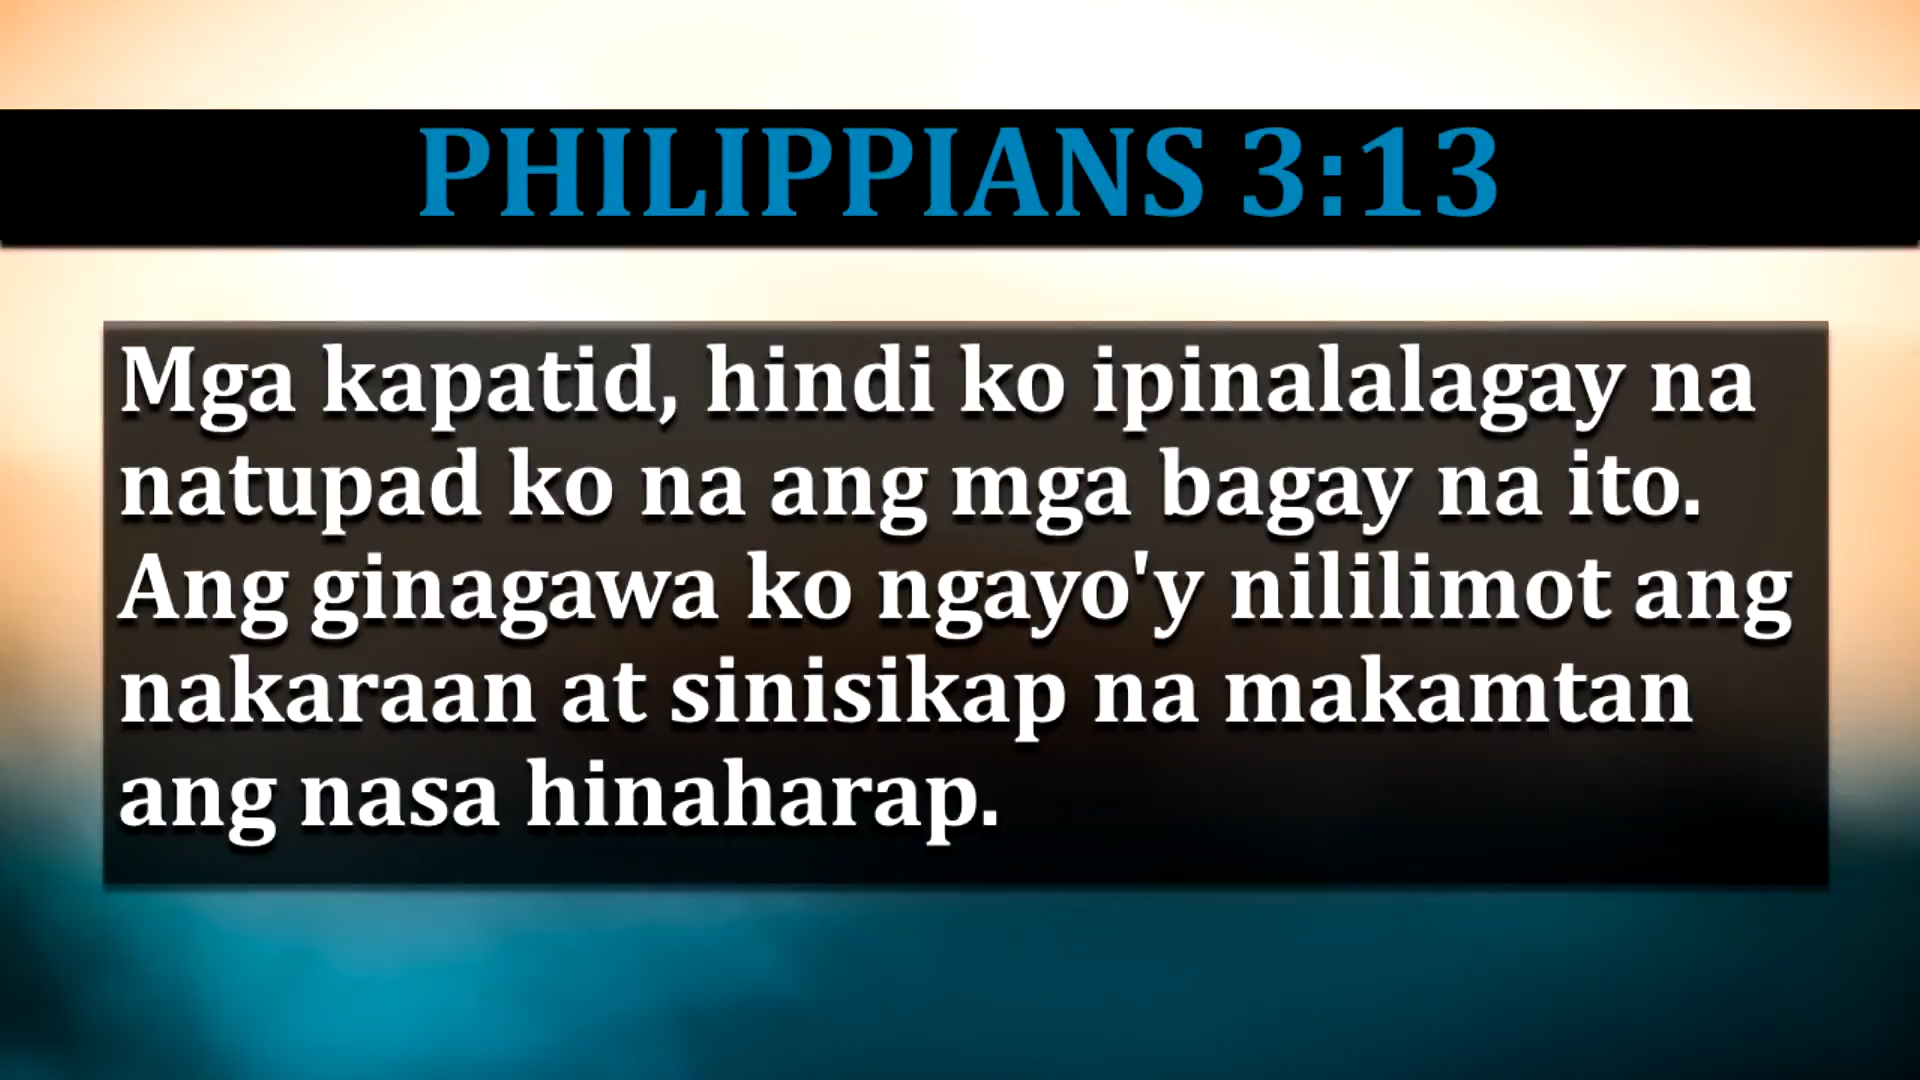 PHILIPPIANS 3:13
Mga kapatid, hindi ko ipinalalagay na
natupad ko na ang mga bagay na ito.
Ang ginagawa ko ngayo'y nililimot ang
nakaraan at sinisikap na makamtan
ang nasa hinaharap.